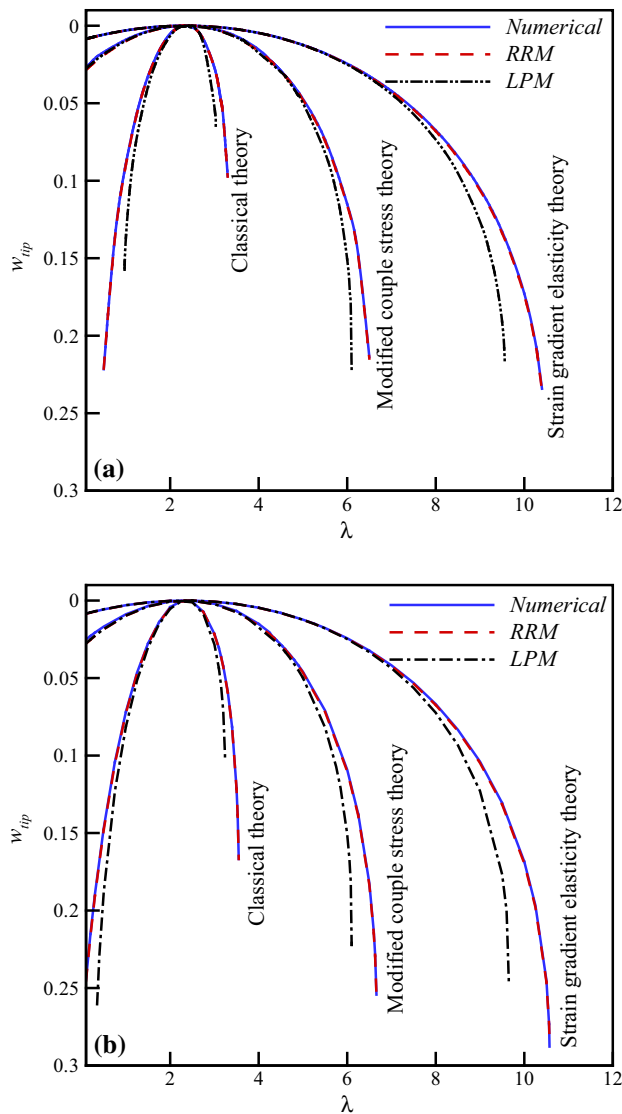 0
0.05
0.1
0.15
0.2
0.25
0.3
w_tip
Numerical
RRM
LPM
Classical theory
Modified couple stress theory
Strain gradient elasticity theory
(a)
2 4 6 8 10 12
λ
0
0.05
0.1
0.15
0.2
0.25
0.3
w_tip
Numerical
RRM
LPM
Classical theory
Modified couple stress theory
Strain gradient elasticity theory
(b)
2 4 6 8 10 12
λ